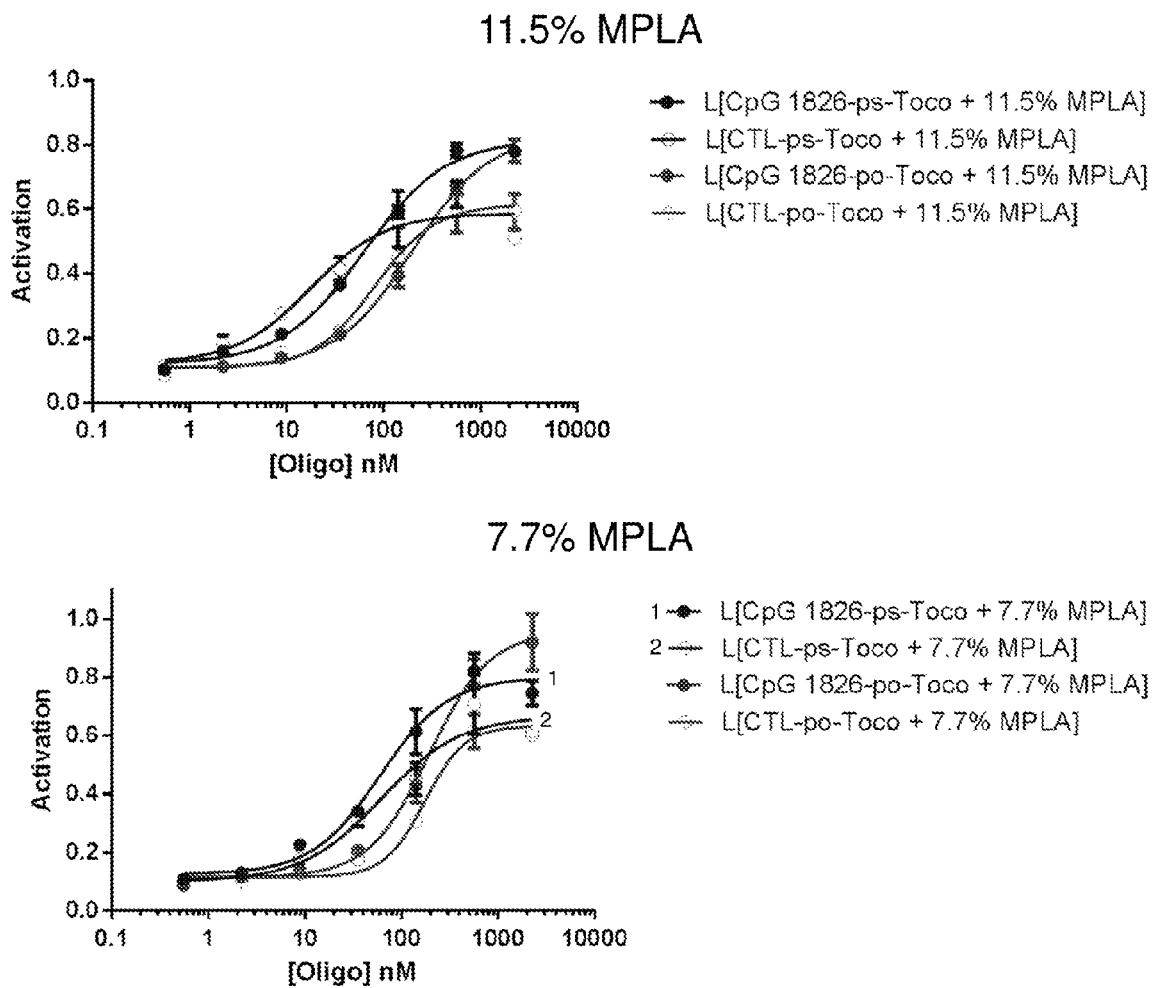 11.5% MPLA
1.0
0.8
0.6
0.4
0.2
0.0
Activation
0.1 1 10 100 1000 10000
[Oligo] nM
L[CpG 1826-ps-Toco + 11.5% MPLA]
L[CTL-ps-Toco + 11.5% MPLA]
L[CpG 1826-po-Toco + 11.5% MPLA]
L[CTL-po-Toco + 11.5% MPLA]
7.7% MPLA
1.0
0.8
0.6
0.4
0.2
0.0
Activation
1
2
0.1 1 10 100 1000 10000
[Oligo] nM
1 L[CpG 1826-ps-Toco + 7.7% MPLA]
2 L[CTL-ps-Toco + 7.7% MPLA]
L[CpG 1826-po-Toco + 7.7% MPLA]
L[CTL-po-Toco + 7.7% MPLA]